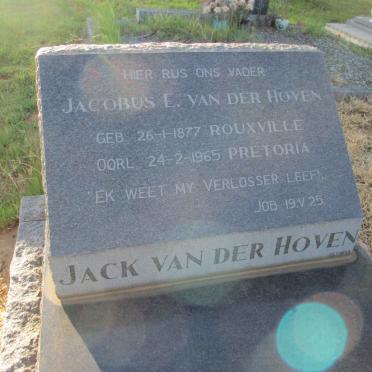 HIER RUS ONS VADER
JACOBUS E. VAN DER HOVEN
GEB. 26-1-1877 ROUXVILLE
OORL. 24-2-1965 PRETORIA
"EK WEET MY VERLOSSER LEEF".
JOB 19.V.25.
JACK VAN DER HOVEN